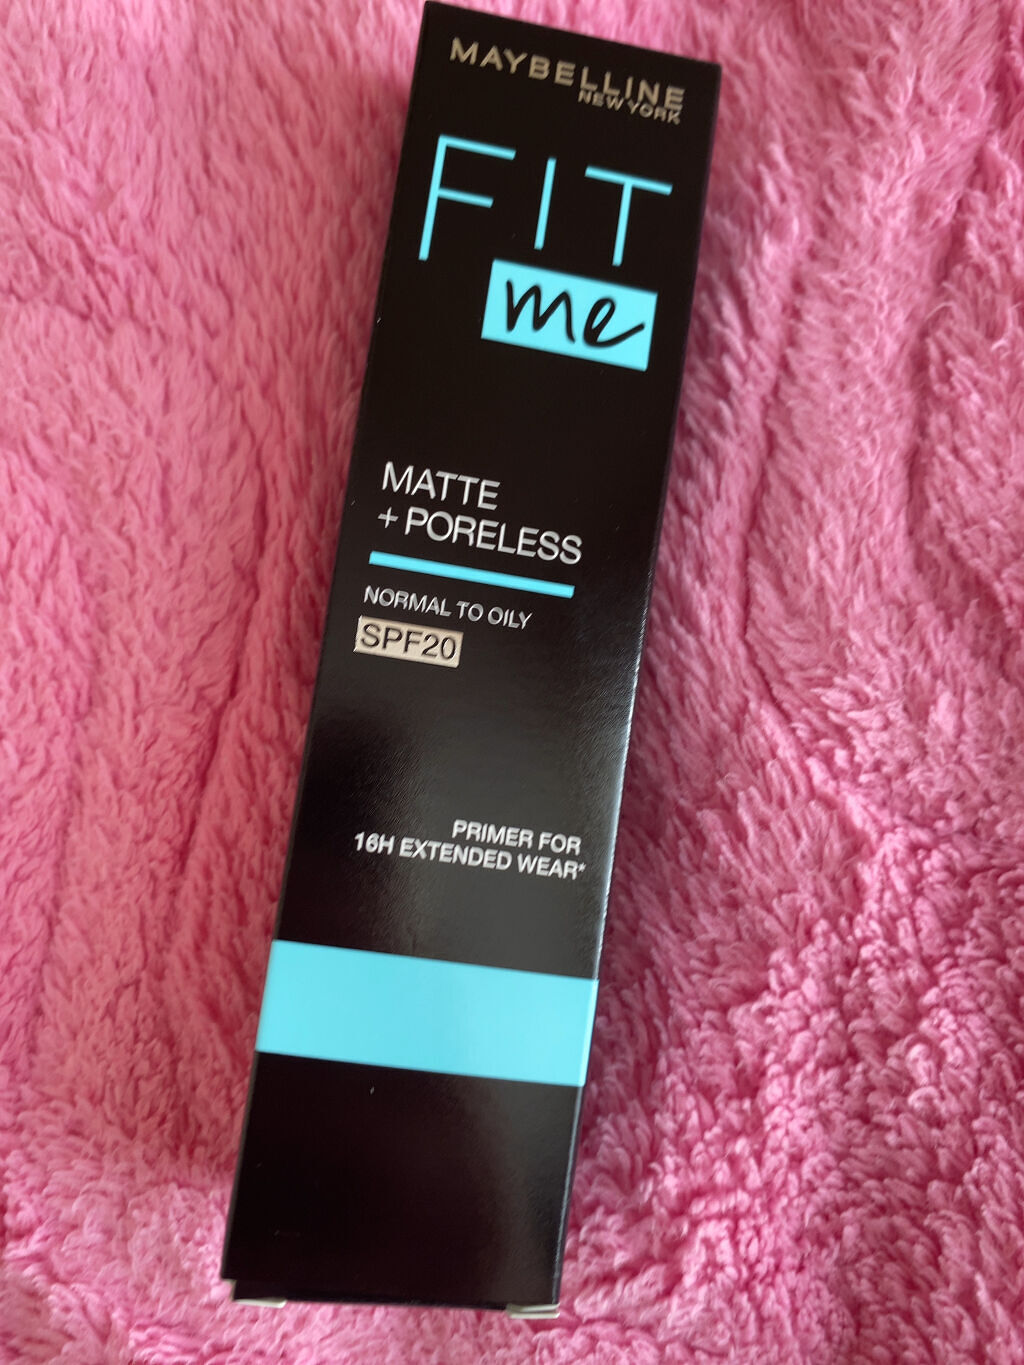 MAYBELLINE
NEW YORK
FIT
me
MATTE
+ PORELESS
NORMAL TO OILY
SPF20
PRIMER FOR
16H EXTENDED WEAR*